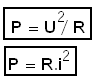 P = U²/ R
P = R.i²